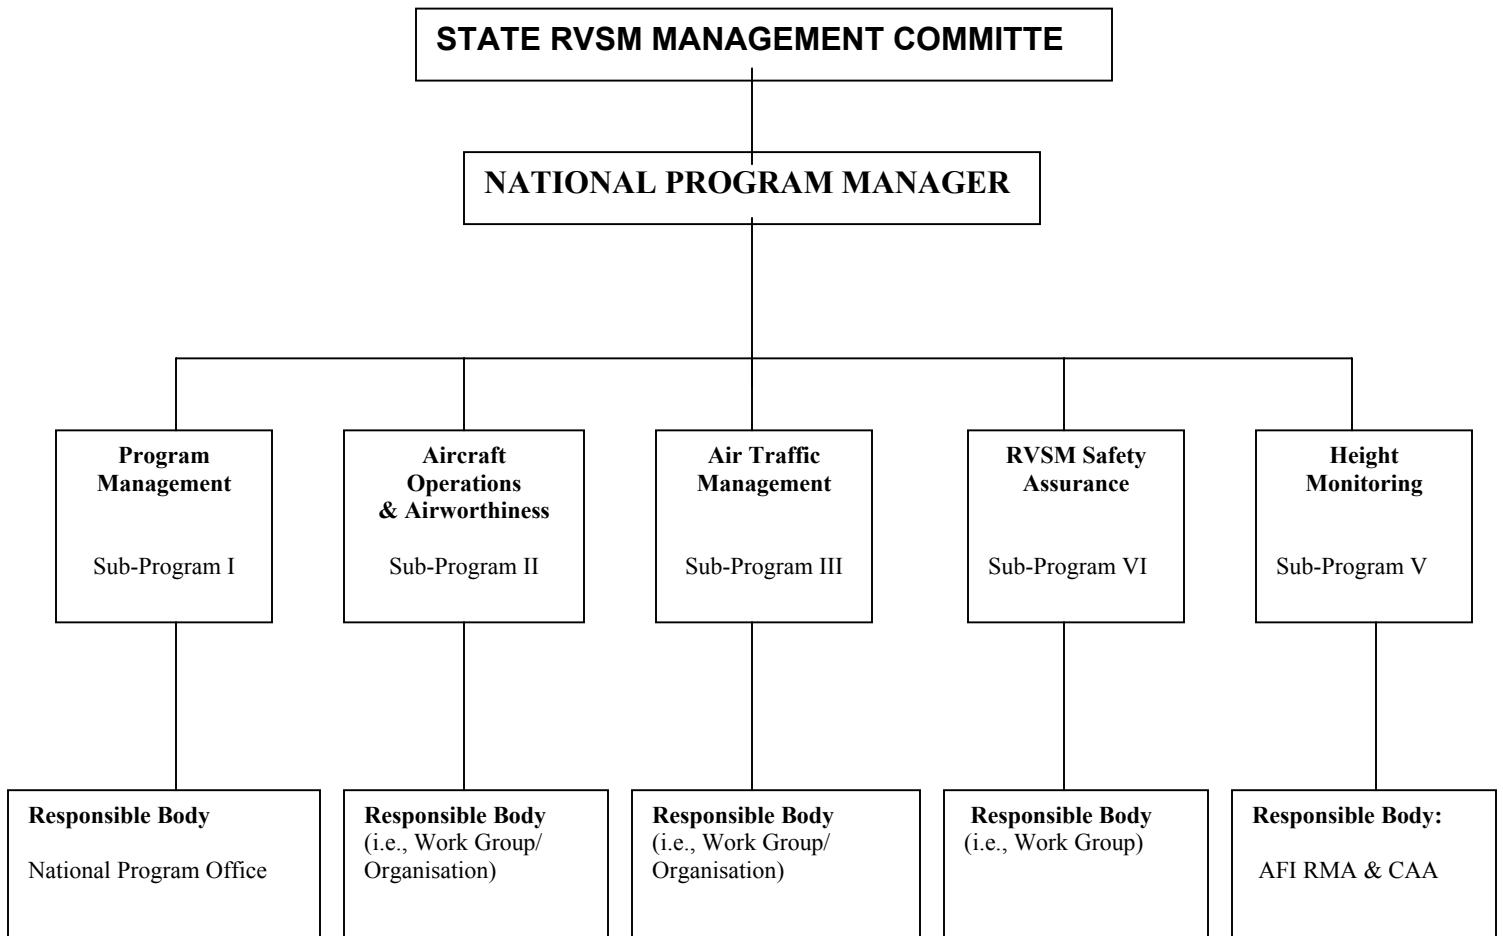 STATE RVSM MANAGEMENT COMMITTE
NATIONAL PROGRAM MANAGER
Program
Management
Sub-Program I
Aircraft
Operations
& Airworthiness
Sub-Program II
Air Traffic
Management
Sub-Program III
RVSM Safety
Assurance
Sub-Program VI
Height
Monitoring
Sub-Program V
Responsible Body
National Program Office
Responsible Body
(i.e., Work Group/
Organisation)
Responsible Body
(i.e., Work Group/
Organisation)
Responsible Body
(i.e., Work Group)
Responsible Body:
AFI RMA & CAA